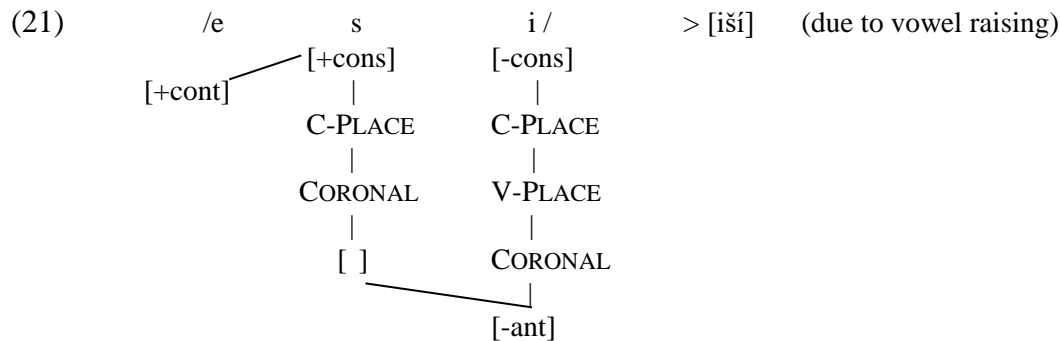 (21) /e s i / > [iší] (due to vowel raising)
[+cons] [-cons]
[+cont]
C-PLACE C-PLACE
CORONAL V-PLACE
[ ] CORONAL
[-ant]